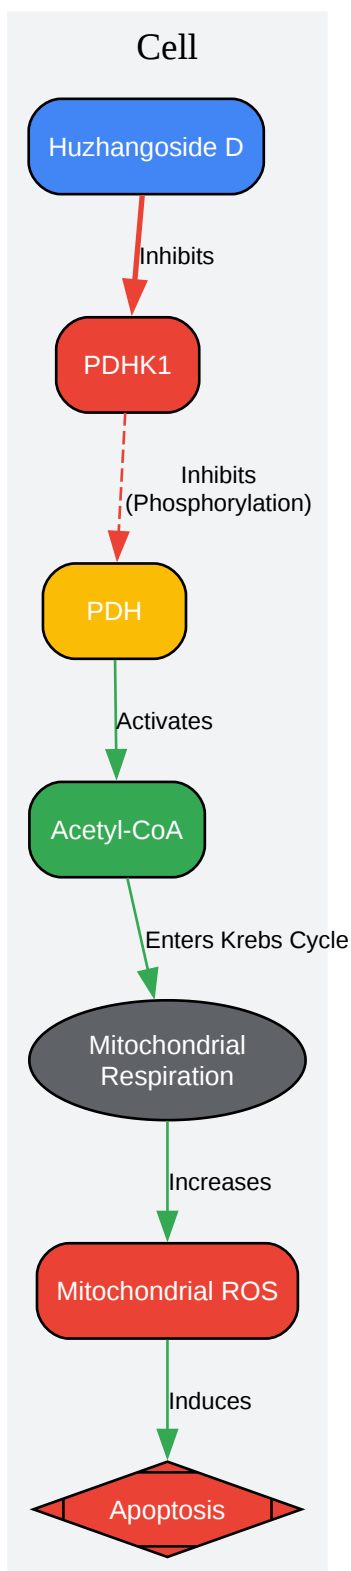 Cell
Huzhangoside D
Inhibits
PDHK1
Inhibits
(Phosphorylation)
PDH
Activates
Acetyl-CoA
Enters Krebs Cycle
Mitochondrial
Respiration
Increases
Mitochondrial ROS
Induces
Apoptosis